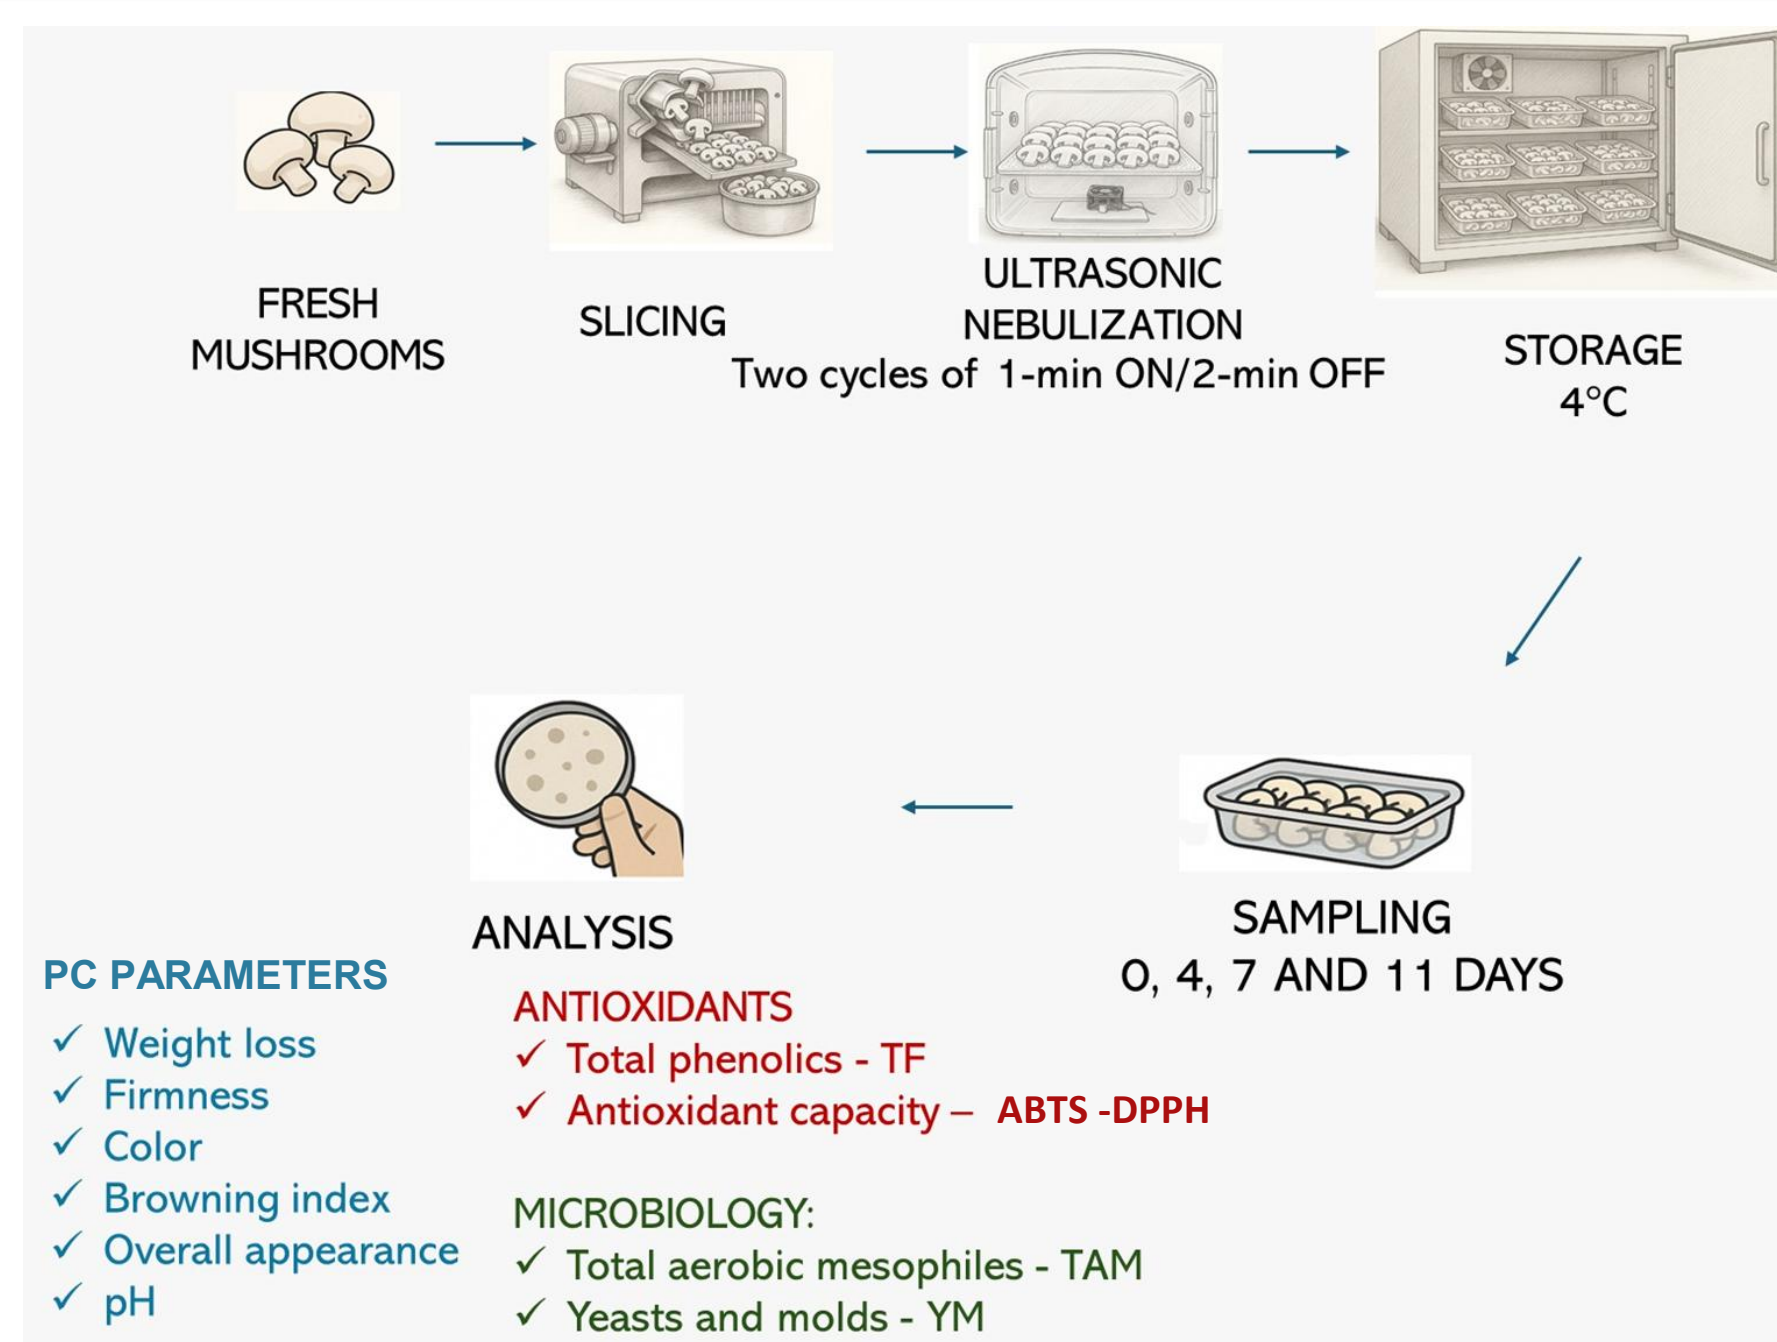 FRESH
MUSHROOMS
SLICING
ULTRASONIC
NEBULIZATION
Two cycles of 1-min ON/2-min OFF
STORAGE
4°C
SAMPLING
0, 4, 7 AND 11 DAYS
ANALYSIS
PC PARAMETERS
✓ Weight loss
✓ Firmness
✓ Color
✓ Browning index
✓ Overall appearance
✓ pH
ANTIOXIDANTS
✓ Total phenolics - TF
✓ Antioxidant capacity – ABTS -DPPH
MICROBIOLOGY:
✓ Total aerobic mesophiles - TAM
✓ Yeasts and molds - YM